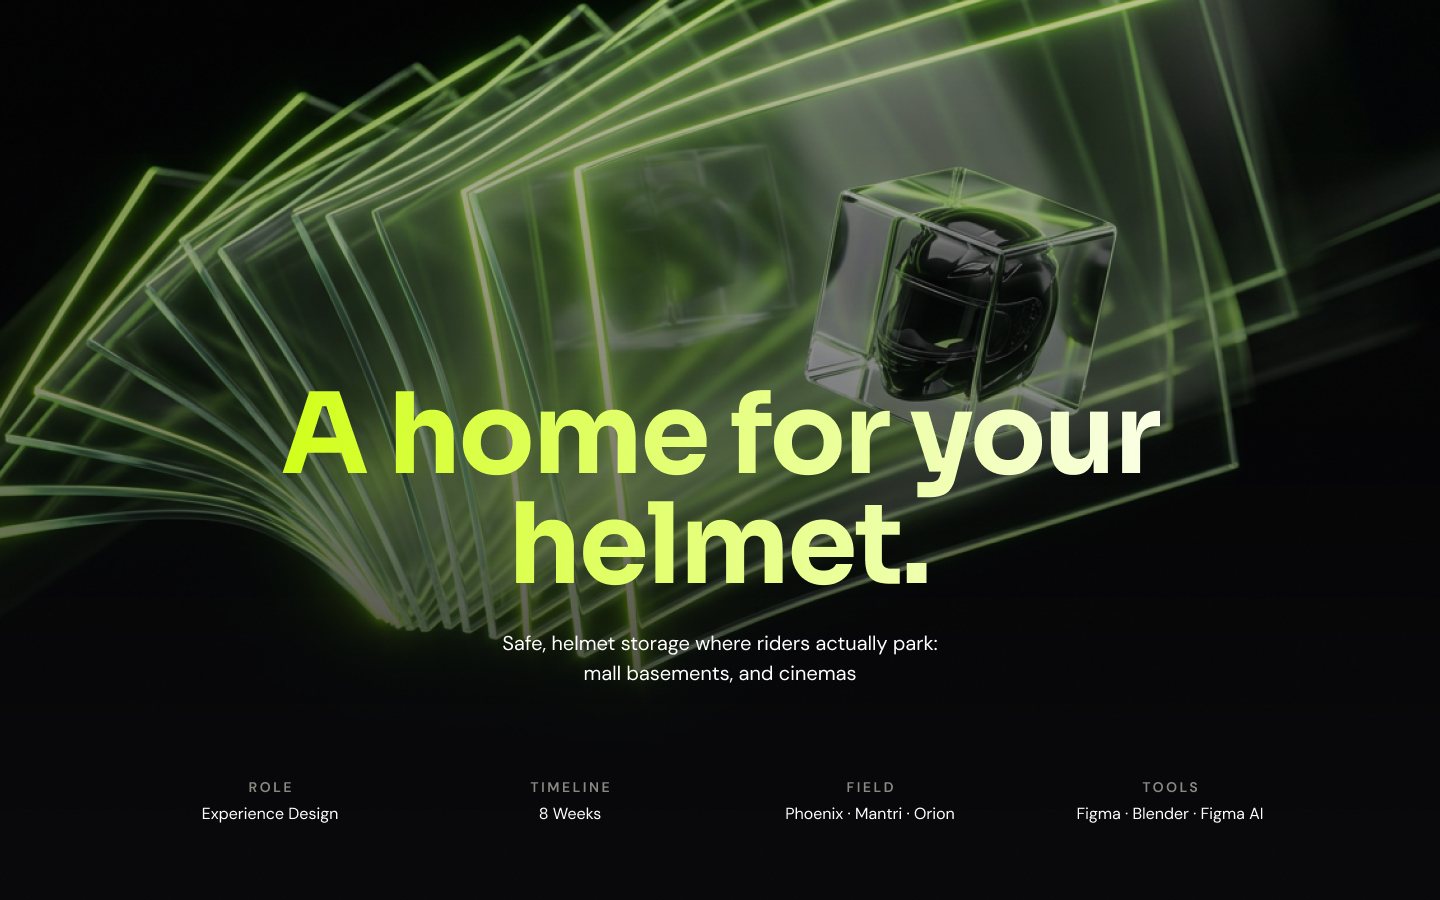 A home for your
helmet.
Safe, helmet storage where riders actually park:
mall basements, and cinemas
ROLE
Experience Design
TIMELINE
8 Weeks
FIELD
Phoenix · Mantri · Orion
TOOLS
Figma · Blender · Figma AI